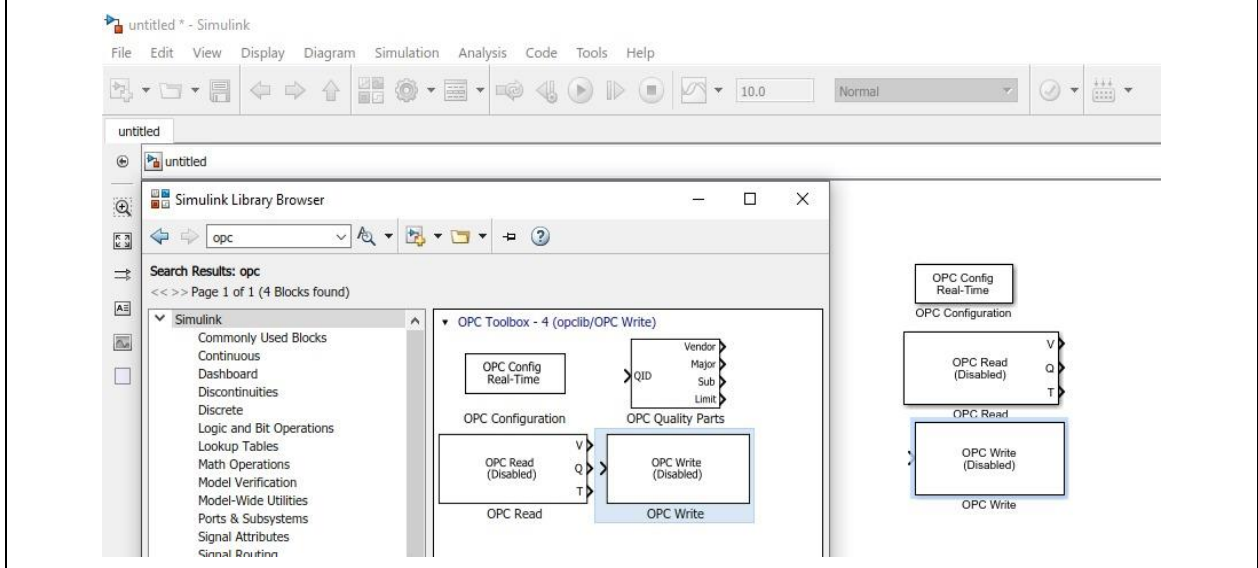 untitled * - Simulink
File Edit View Display Diagram Simulation Analysis Code Tools Help
10.0 Normal
untitled
untitled
Simulink Library Browser
opc
Search Results: opc
<< >> Page 1 of 1 (4 Blocks found)
Simulink
Commonly Used Blocks
Continuous
Dashboard
Discontinuities
Discrete
Logic and Bit Operations
Lookup Tables
Math Operations
Model Verification
Model-Wide Utilities
Ports & Subsystems
Signal Attributes
Signal Routing
OPC Toolbox - 4 (opclib/OPC Write)
OPC Config
Real-Time
OPC Configuration
QID
Vendor
Major
Sub
Limit
OPC Quality Parts
OPC Read
(Disabled)
V
Q
T
OPC Read
OPC Write
(Disabled)
OPC Write
OPC Config
Real-Time
OPC Configuration
OPC Read
(Disabled)
V
Q
T
OPC Read
OPC Write
(Disabled)
OPC Write